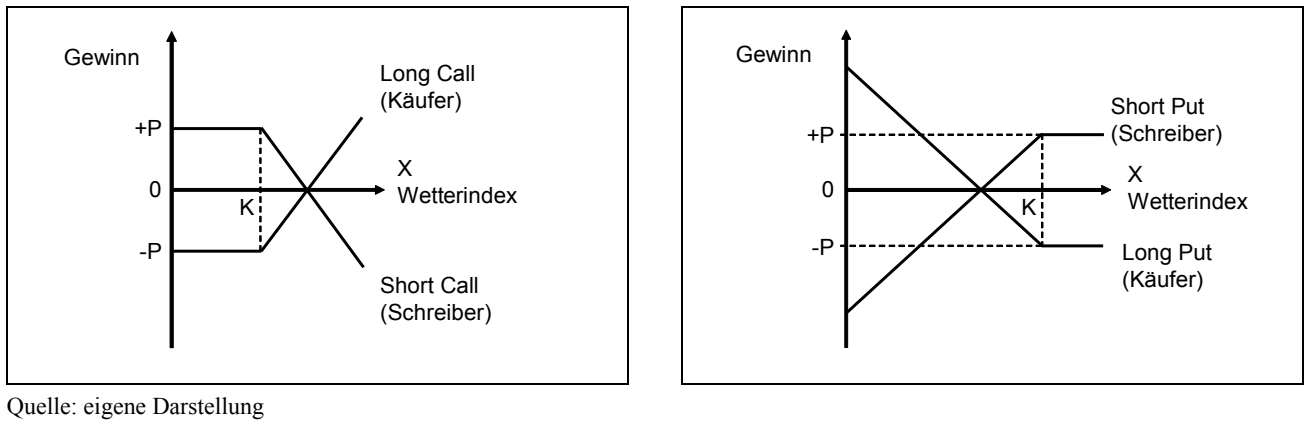 Gewinn
Long Call
(Käufer)
+P
X
0
Wetterindex
K
-P
Short Call
(Schreiber)
Gewinn
Short Put
(Schreiber)
+P
X
0
Wetterindex
K
-P
Long Put
(Käufer)
Quelle: eigene Darstellung